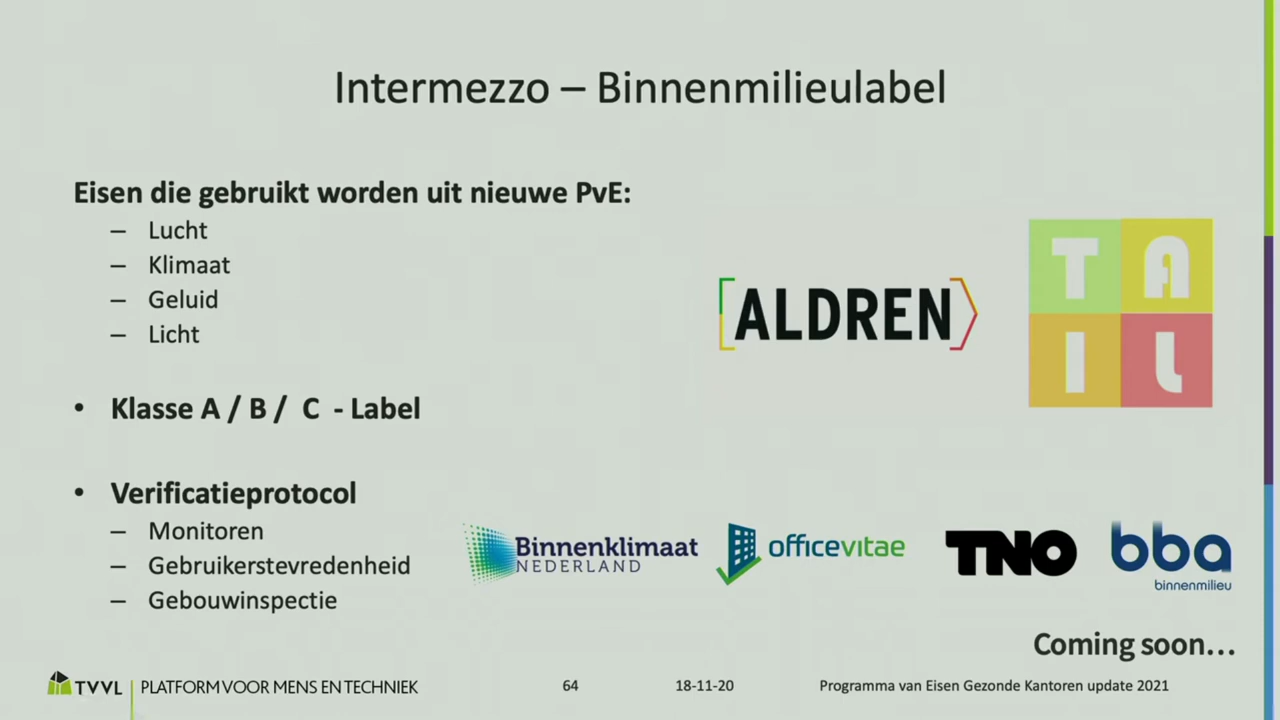 Intermezzo – Binnenmilieulabel
Eisen die gebruikt worden uit nieuwe PvE:
– Lucht
– Klimaat
– Geluid
– Licht
• Klasse A / B / C - Label
• Verificatieprotocol
– Monitoren
– Gebruikerstevredenheid
– Gebouwinspectie
[ALDREN]
T A
I L
Binnenklimaat
NEDERLAND
officevitae
TNO
bba
binnenmilieu
Coming soon...
TVVL | PLATFORM VOOR MENS EN TECHNIEK
64
18-11-20
Programma van Eisen Gezonde Kantoren update 2021